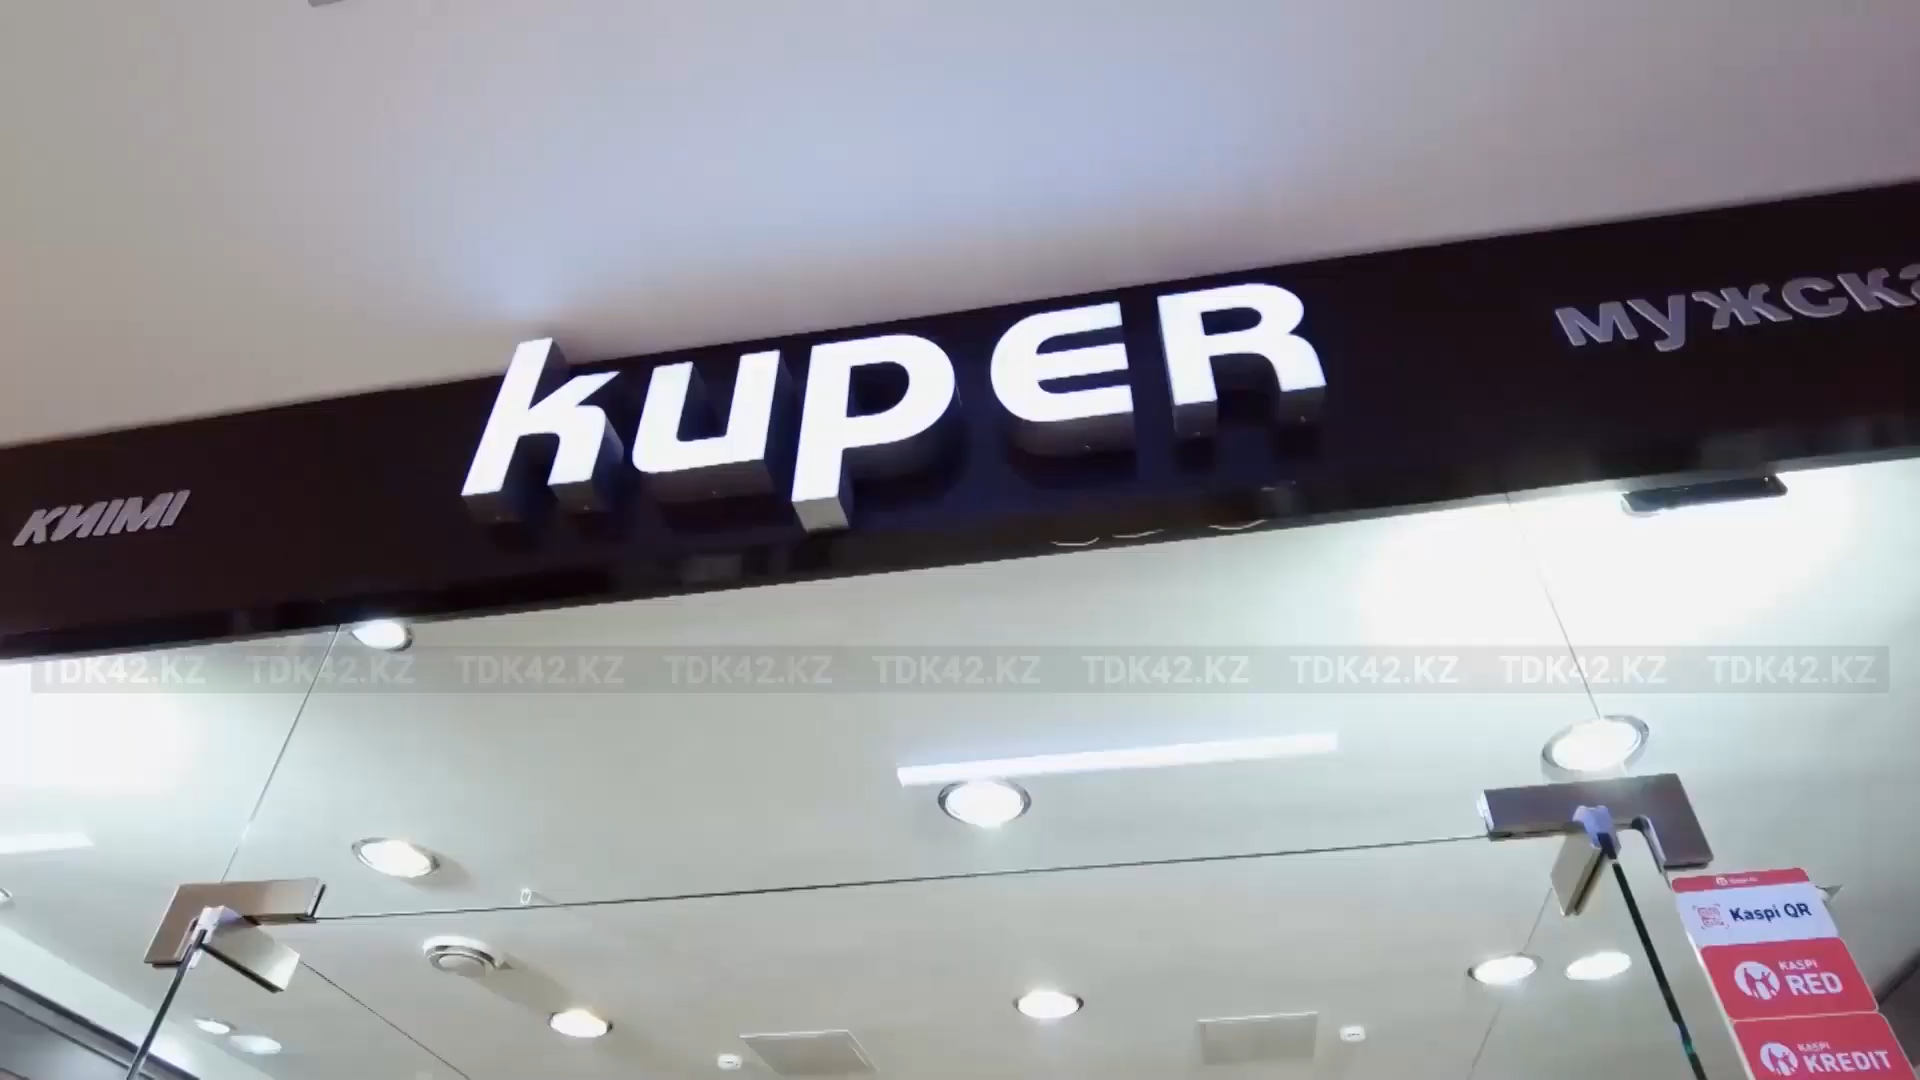 киімі
kupER
мужска
TDK42.KZ TDK42.KZ TDK42.KZ TDK42.KZ TDK42.KZ TDK42.KZ TDK42.KZ TDK42.KZ TDK42.KZ
Kaspi QR
KASPI
RED
KASPI
KREDIT